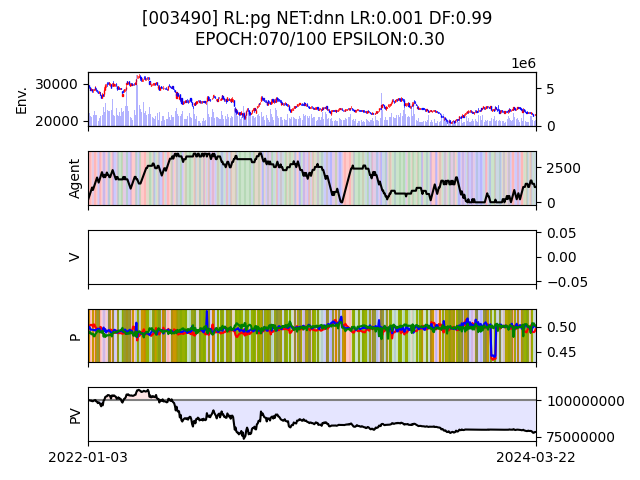 [003490] RL:pg NET:dnn LR:0.001 DF:0.99
EPOCH:070/100 EPSILON:0.30
1e6
Env.
30000
20000
5
0
Agent
2500
0
V
0.05
0.00
−0.05
P
0.50
0.45
PV
100000000
75000000
2022-01-03
2024-03-22